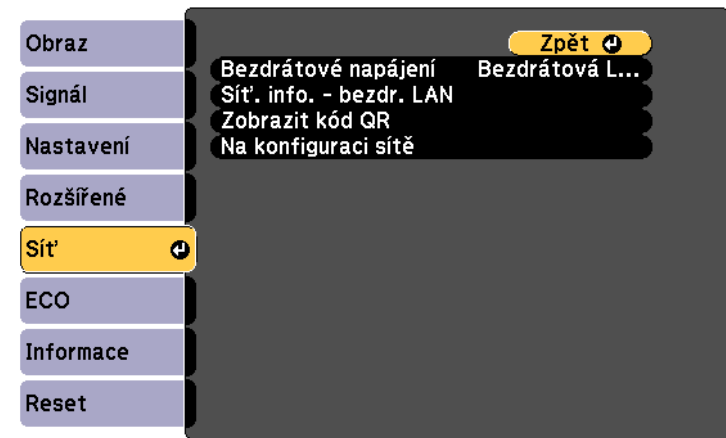 Obraz
Signál
Nastavení
Rozšířené
Síť
ECO
Informace
Reset
Zpět
Bezdrátové napájení Bezdrátová L...
Síť. info. - bezdr. LAN
Zobrazit kód QR
Na konfiguraci sítě